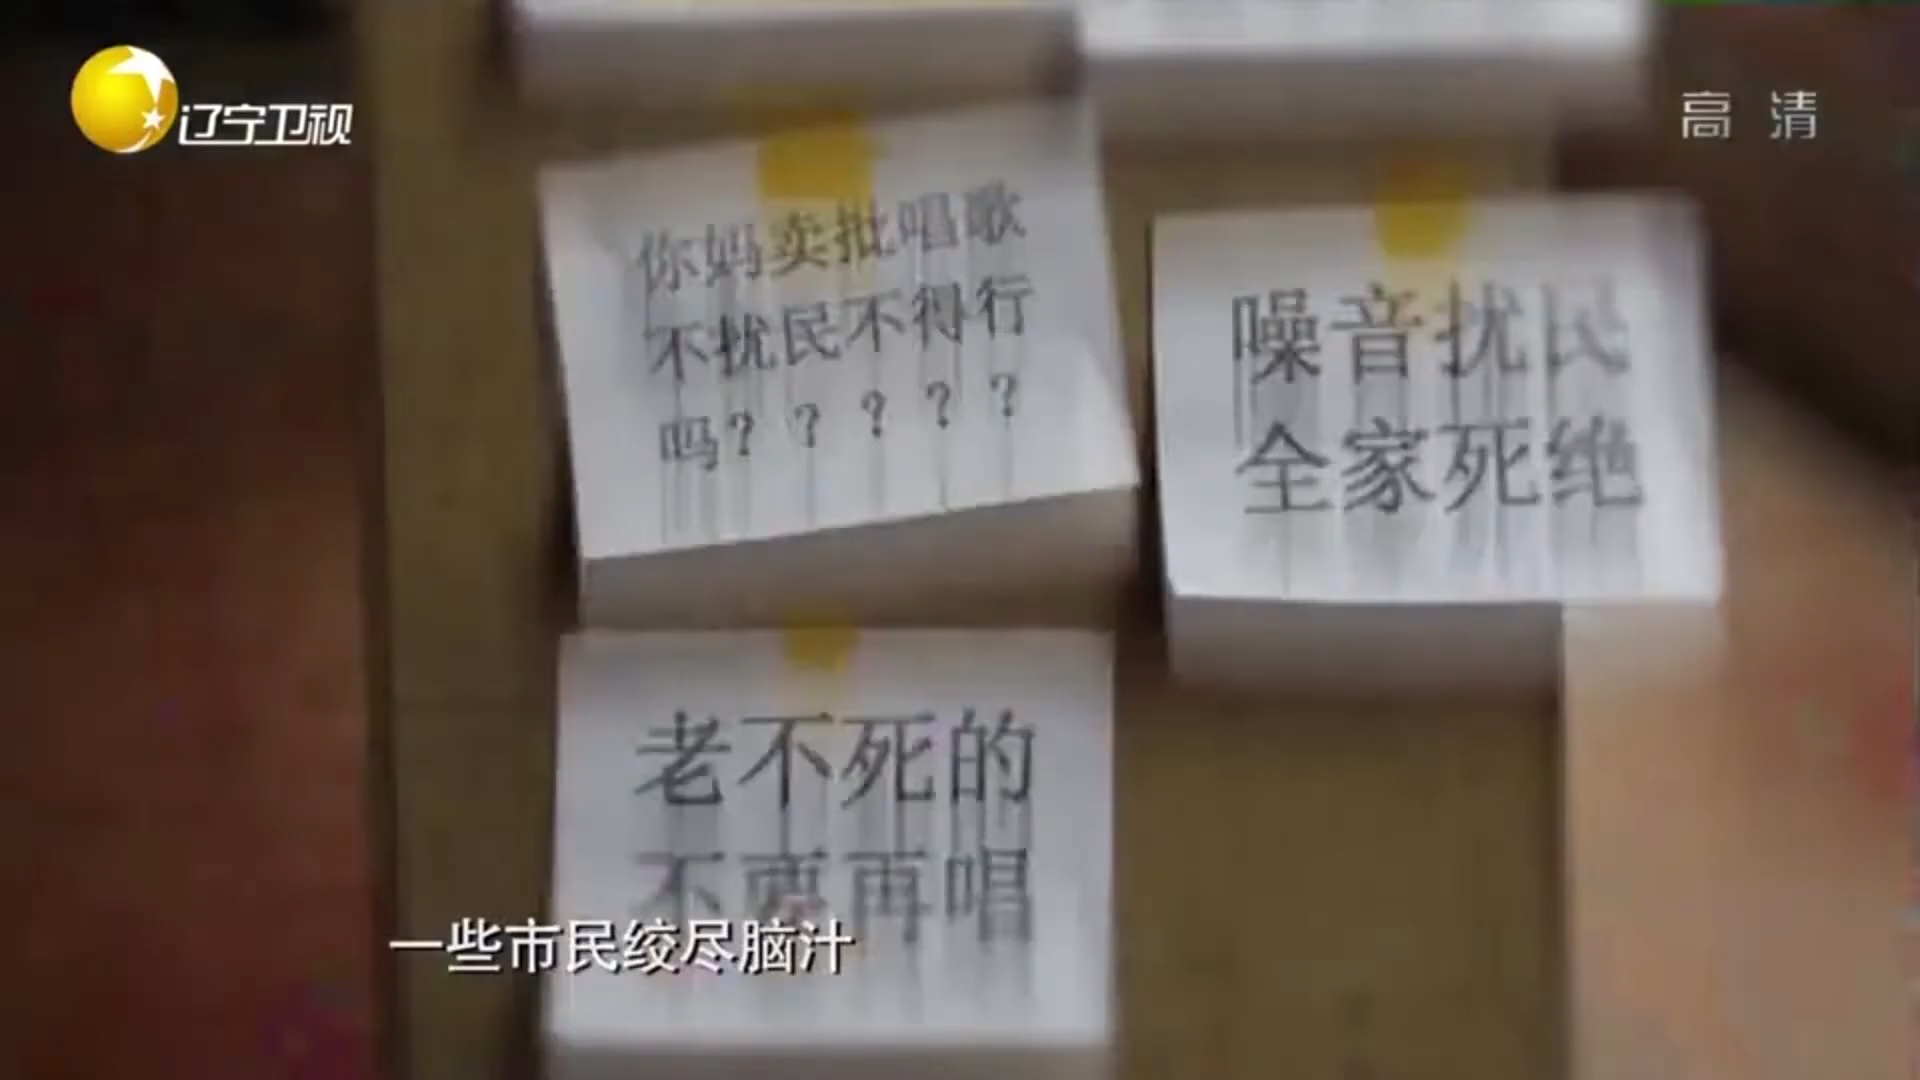 辽宁卫视
高清
你妈卖批唱歌
不扰民不得行
吗？？？？？
噪音扰民
全家死绝
老不死的
不要再唱
一些市民绞尽脑汁